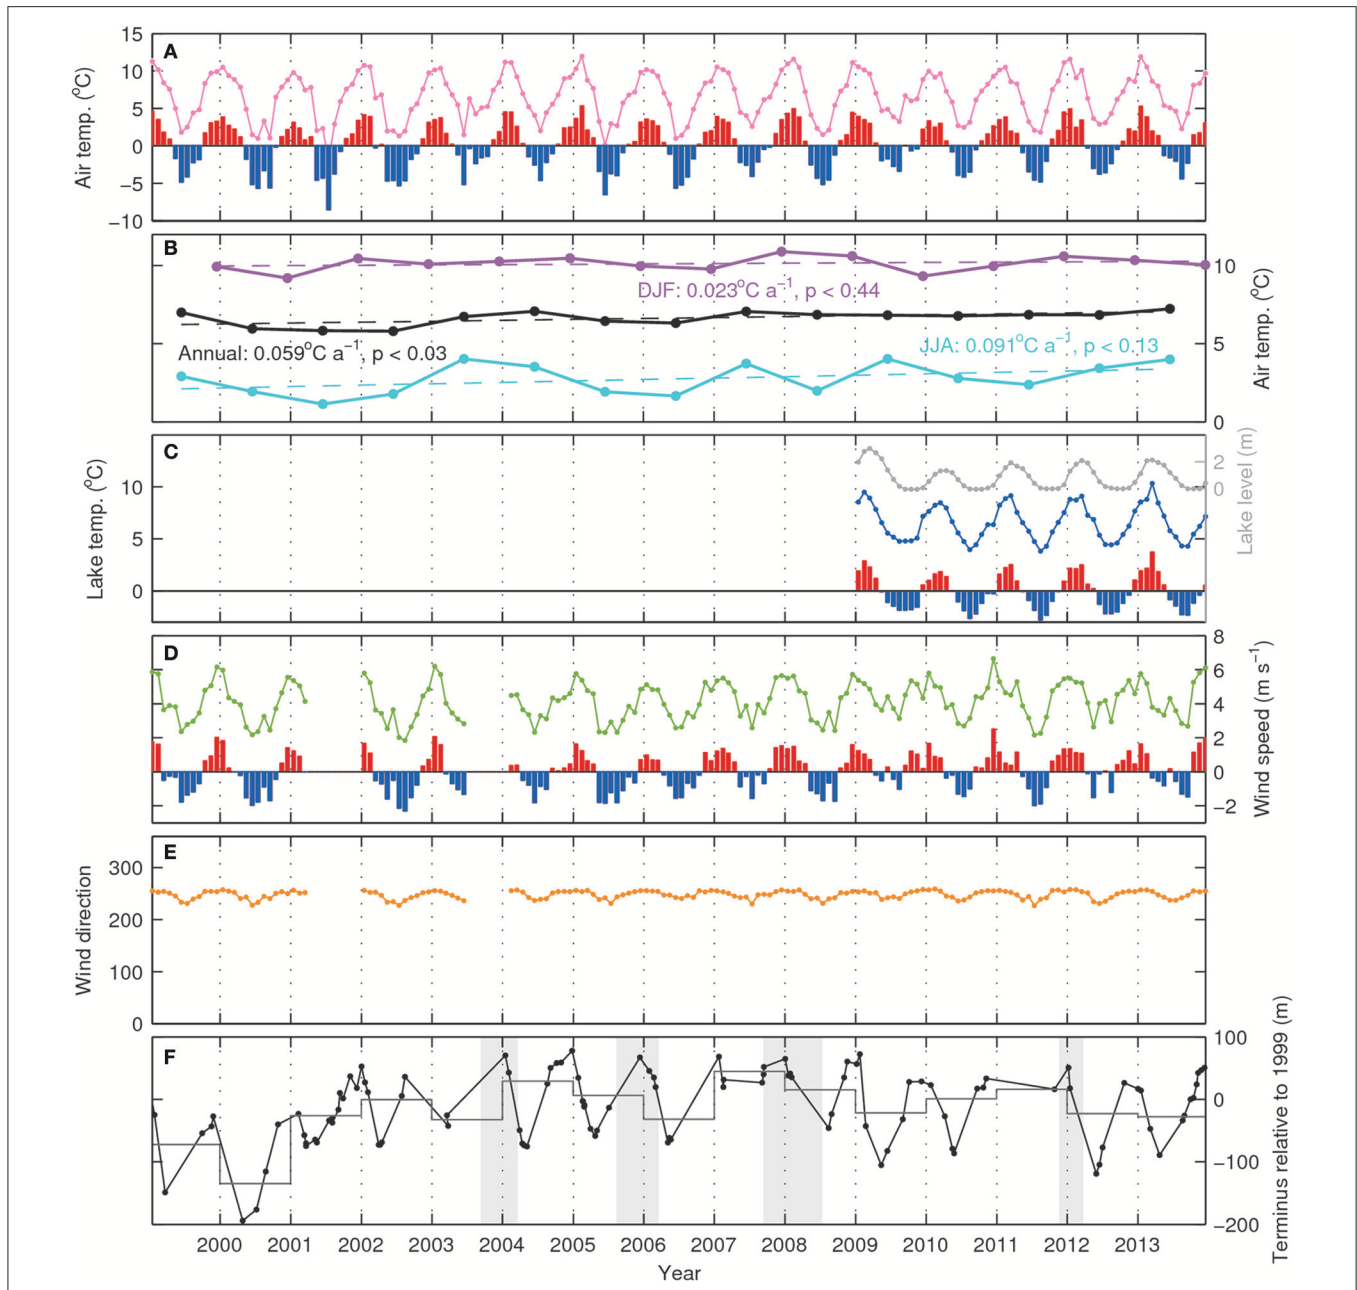 A
Air temp. (°C)
15
10
5
0
−5
−10
B
DJF: 0.023°C a⁻¹, p < 0.44
Annual: 0.059°C a⁻¹, p < 0.03
JJA: 0.091°C a⁻¹, p < 0.13
10
5
0
Air temp. (°C)
C
Lake temp. (°C)
10
5
0
2
0
Lake level (m)
D
8
6
4
2
0
−2
Wind speed (m s⁻¹)
E
Wind direction
300
200
100
0
F
100
0
−100
−200
Terminus relative to 1999 (m)
2000 2001 2002 2003 2004 2005 2006 2007 2008 2009 2010 2011 2012 2013
Year